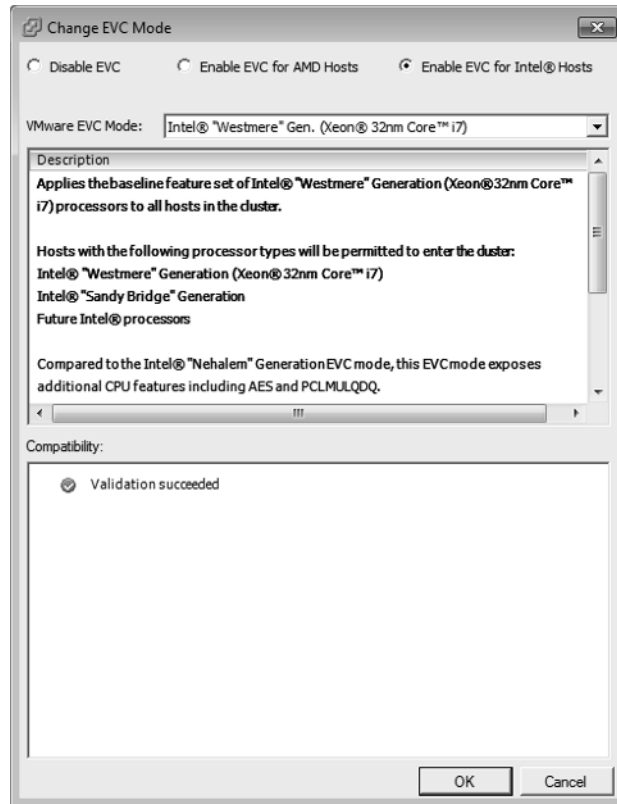 Change EVC Mode
Disable EVC Enable EVC for AMD Hosts Enable EVC for Intel® Hosts
VMware EVC Mode: Intel® "Westmere" Gen. (Xeon® 32nm Core™ i7)
Description
Applies the baseline feature set of Intel® "Westmere" Generation (Xeon® 32nm Core™
i7) processors to all hosts in the cluster.
Hosts with the following processor types will be permitted to enter the cluster:
Intel® "Westmere" Generation (Xeon® 32nm Core™ i7)
Intel® "Sandy Bridge" Generation
Future Intel® processors
Compared to the Intel® "Nehalem" Generation EVC mode, this EVC mode exposes
additional CPU features including AES and PCLMULQDQ.
Compatibility:
Validation succeeded
OK Cancel